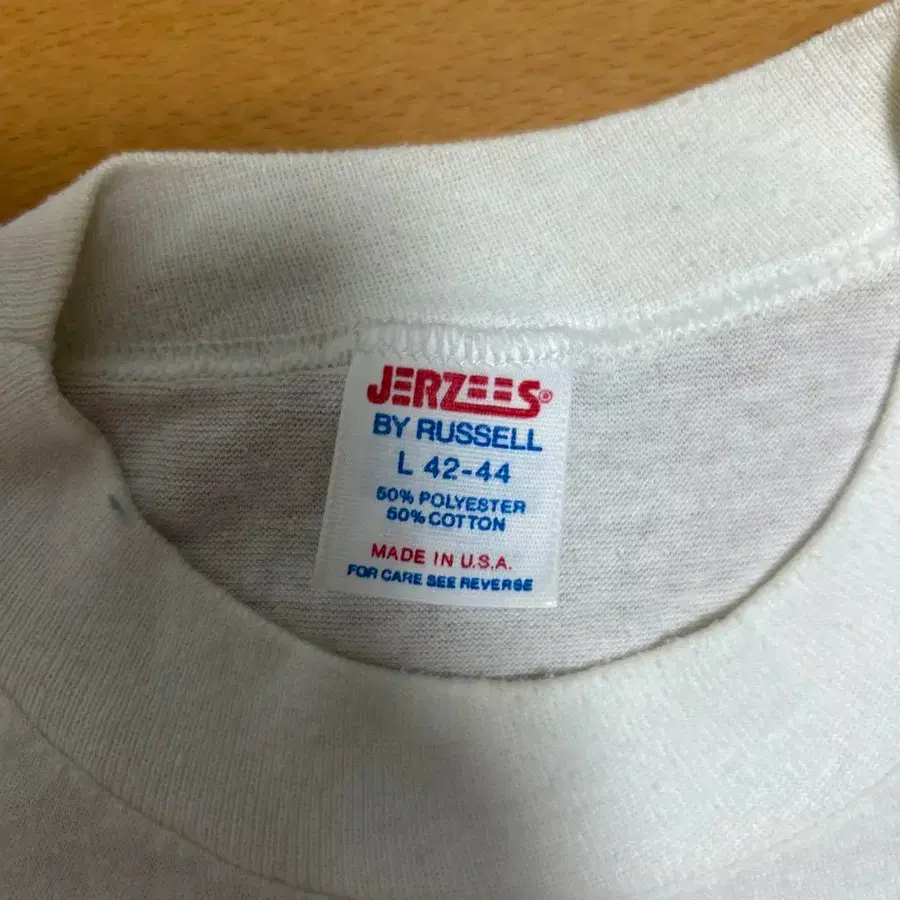 JERZEES®
BY RUSSELL
L 42-44
50% POLYESTER
50% COTTON
MADE IN U.S.A.
FOR CARE SEE REVERSE